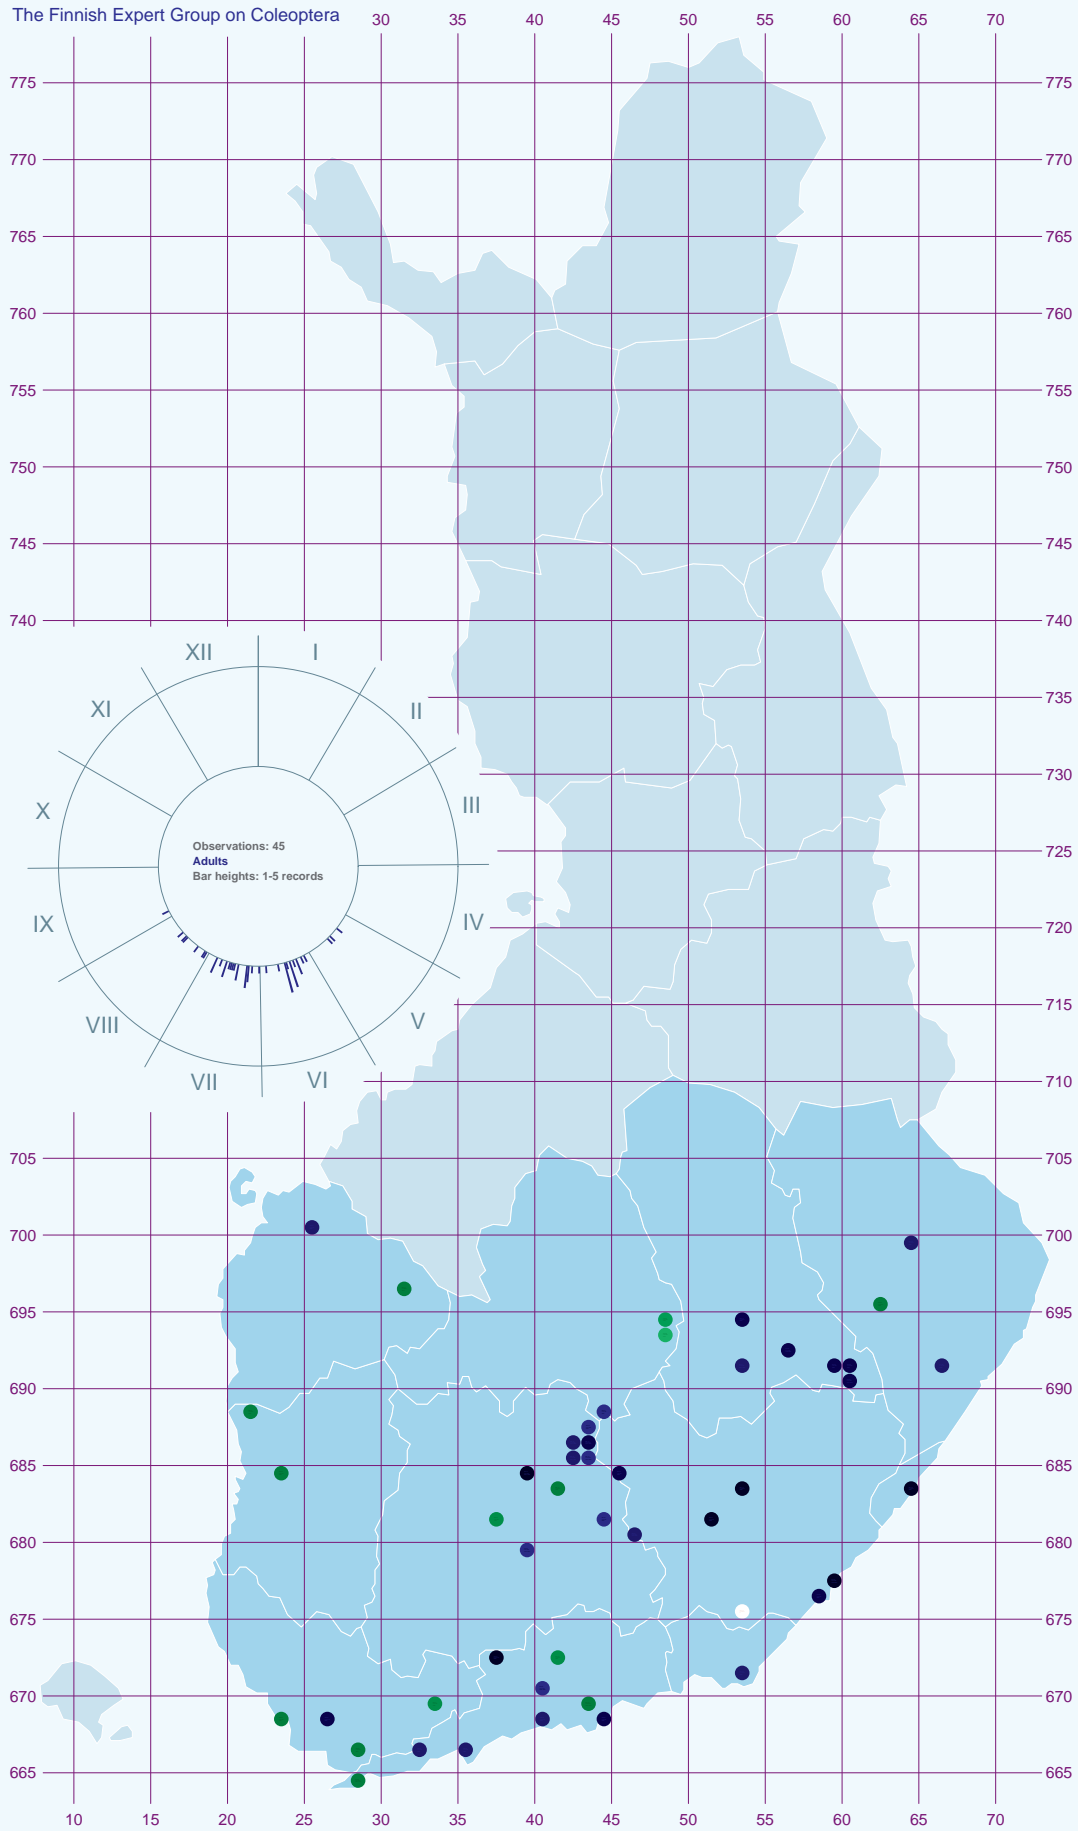 The Finnish Expert Group on Coleoptera
30 35 40 45 50 55 60 65 70
775 775
770 770
765 765
760 760
755 755
750 750
745 745
740 740
XII I
XI II
735
730
X III
Observations: 45
Adults
Bar heights: 1-5 records
725
IX IV
720
VIII V
715
VII VI
710
705 705
700 700
695 695
690 690
685 685
680 680
675 675
670 670
665 665
10 15 20 25 30 35 40 45 50 55 60 65 70